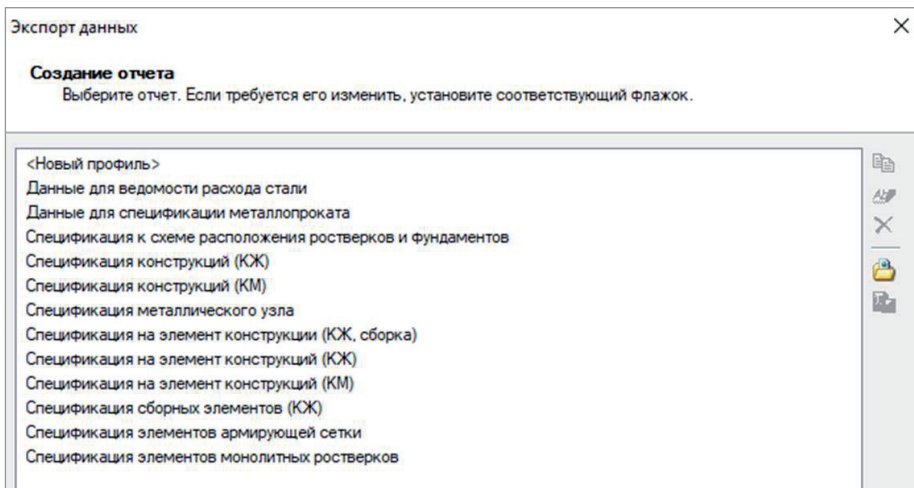 Экспорт данных
Создание отчета
Выберите отчет. Если требуется его изменить, установите соответствующий флажок.
<Новый профиль>
Данные для ведомости расхода стали
Данные для спецификации металлопроката
Спецификация к схеме расположения ростверков и фундаментов
Спецификация конструкций (КЖ)
Спецификация конструкций (КМ)
Спецификация металлического узла
Спецификация на элемент конструкции (КЖ, сборка)
Спецификация на элемент конструкций (КЖ)
Спецификация на элемент конструкций (КМ)
Спецификация сборных элементов (КЖ)
Спецификация элементов армирующей сетки
Спецификация элементов монолитных ростверков